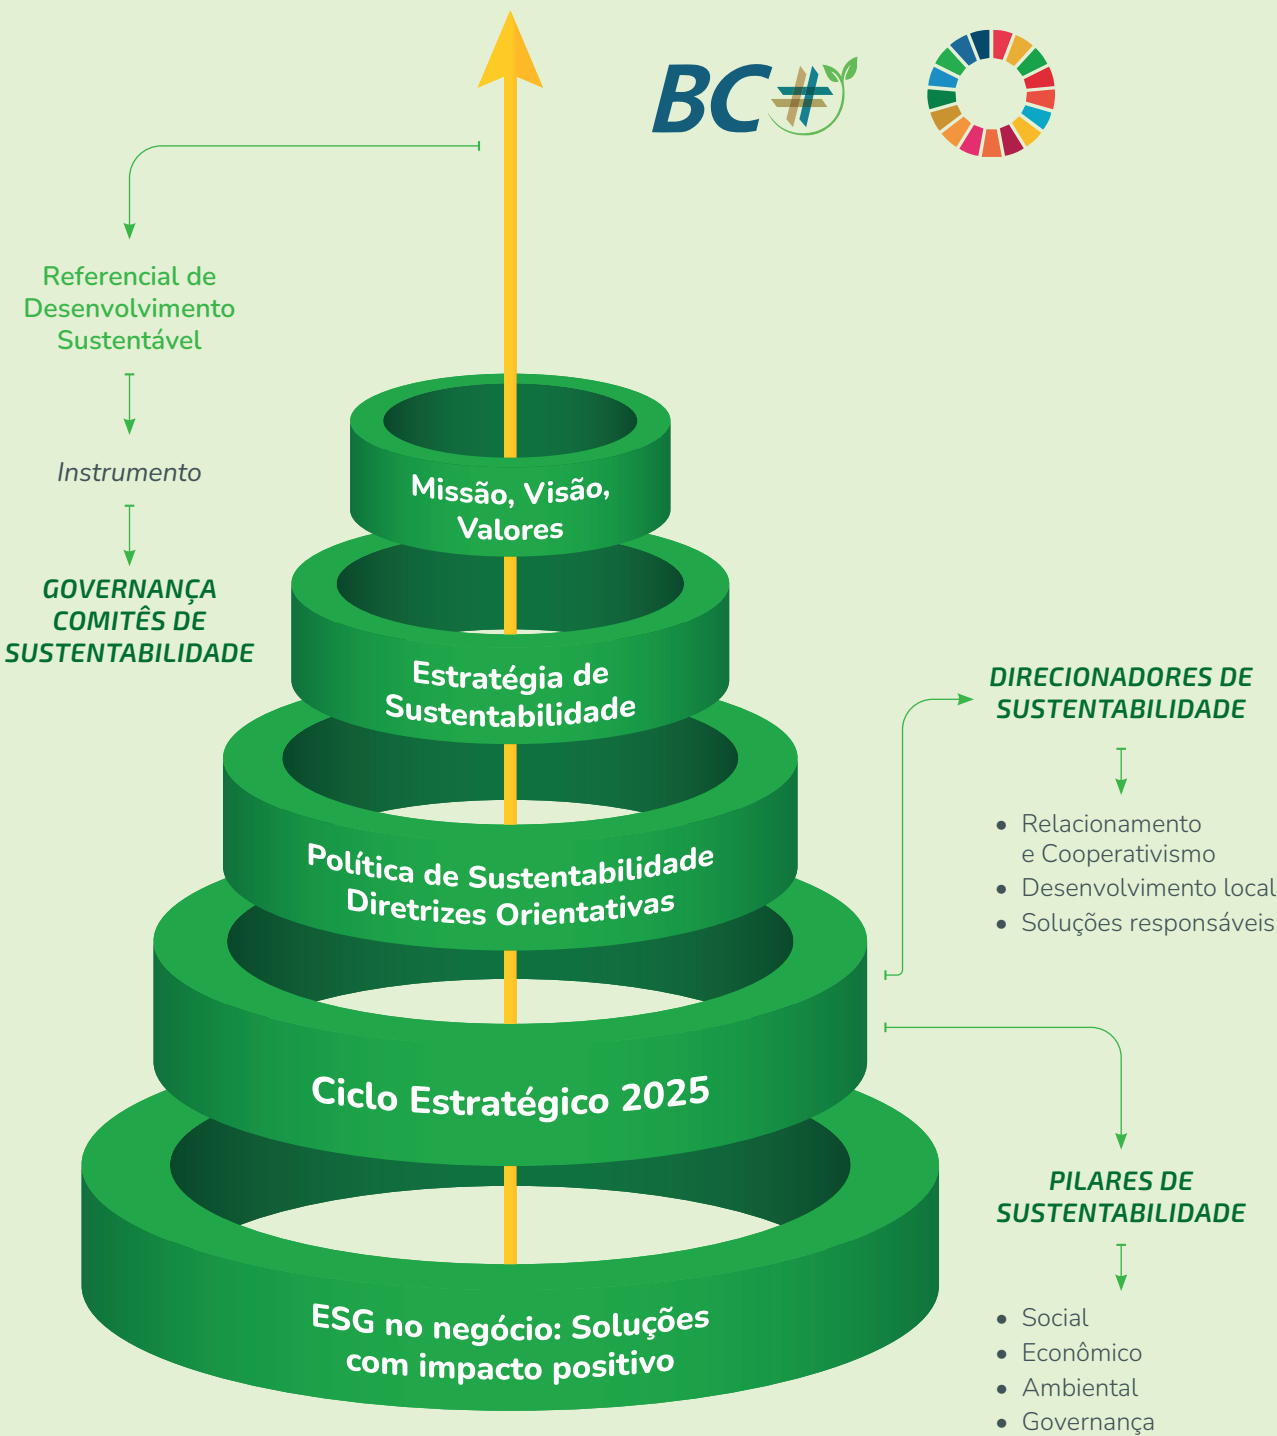 BC#
Referencial de
Desenvolvimento
Sustentável
Instrumento
GOVERNANÇA
COMITÊS DE
SUSTENTABILIDADE
Missão, Visão,
Valores
Estratégia de
Sustentabilidade
Política de Sustentabilidade
Diretrizes Orientativas
Ciclo Estratégico 2025
ESG no negócio: Soluções
com impacto positivo
DIRECIONADORES DE
SUSTENTABILIDADE
• Relacionamento
e Cooperativismo
• Desenvolvimento local
• Soluções responsáveis
PILARES DE
SUSTENTABILIDADE
• Social
• Econômico
• Ambiental
• Governança